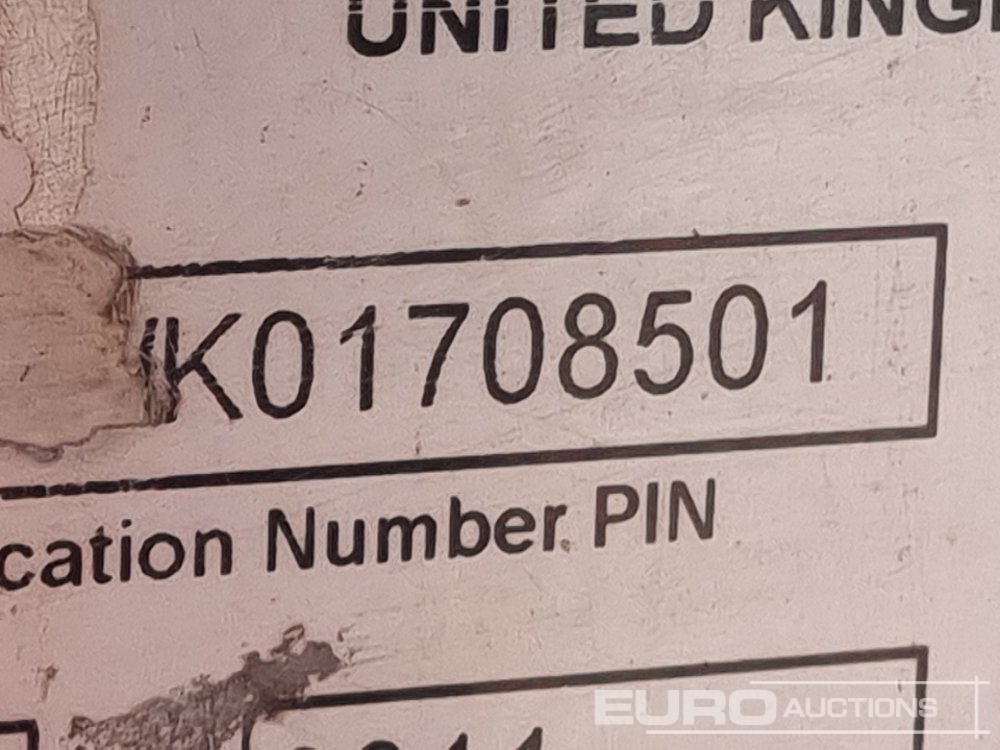 UNITED KING
K01708501
cation Number PIN
EURO AUCTIONS